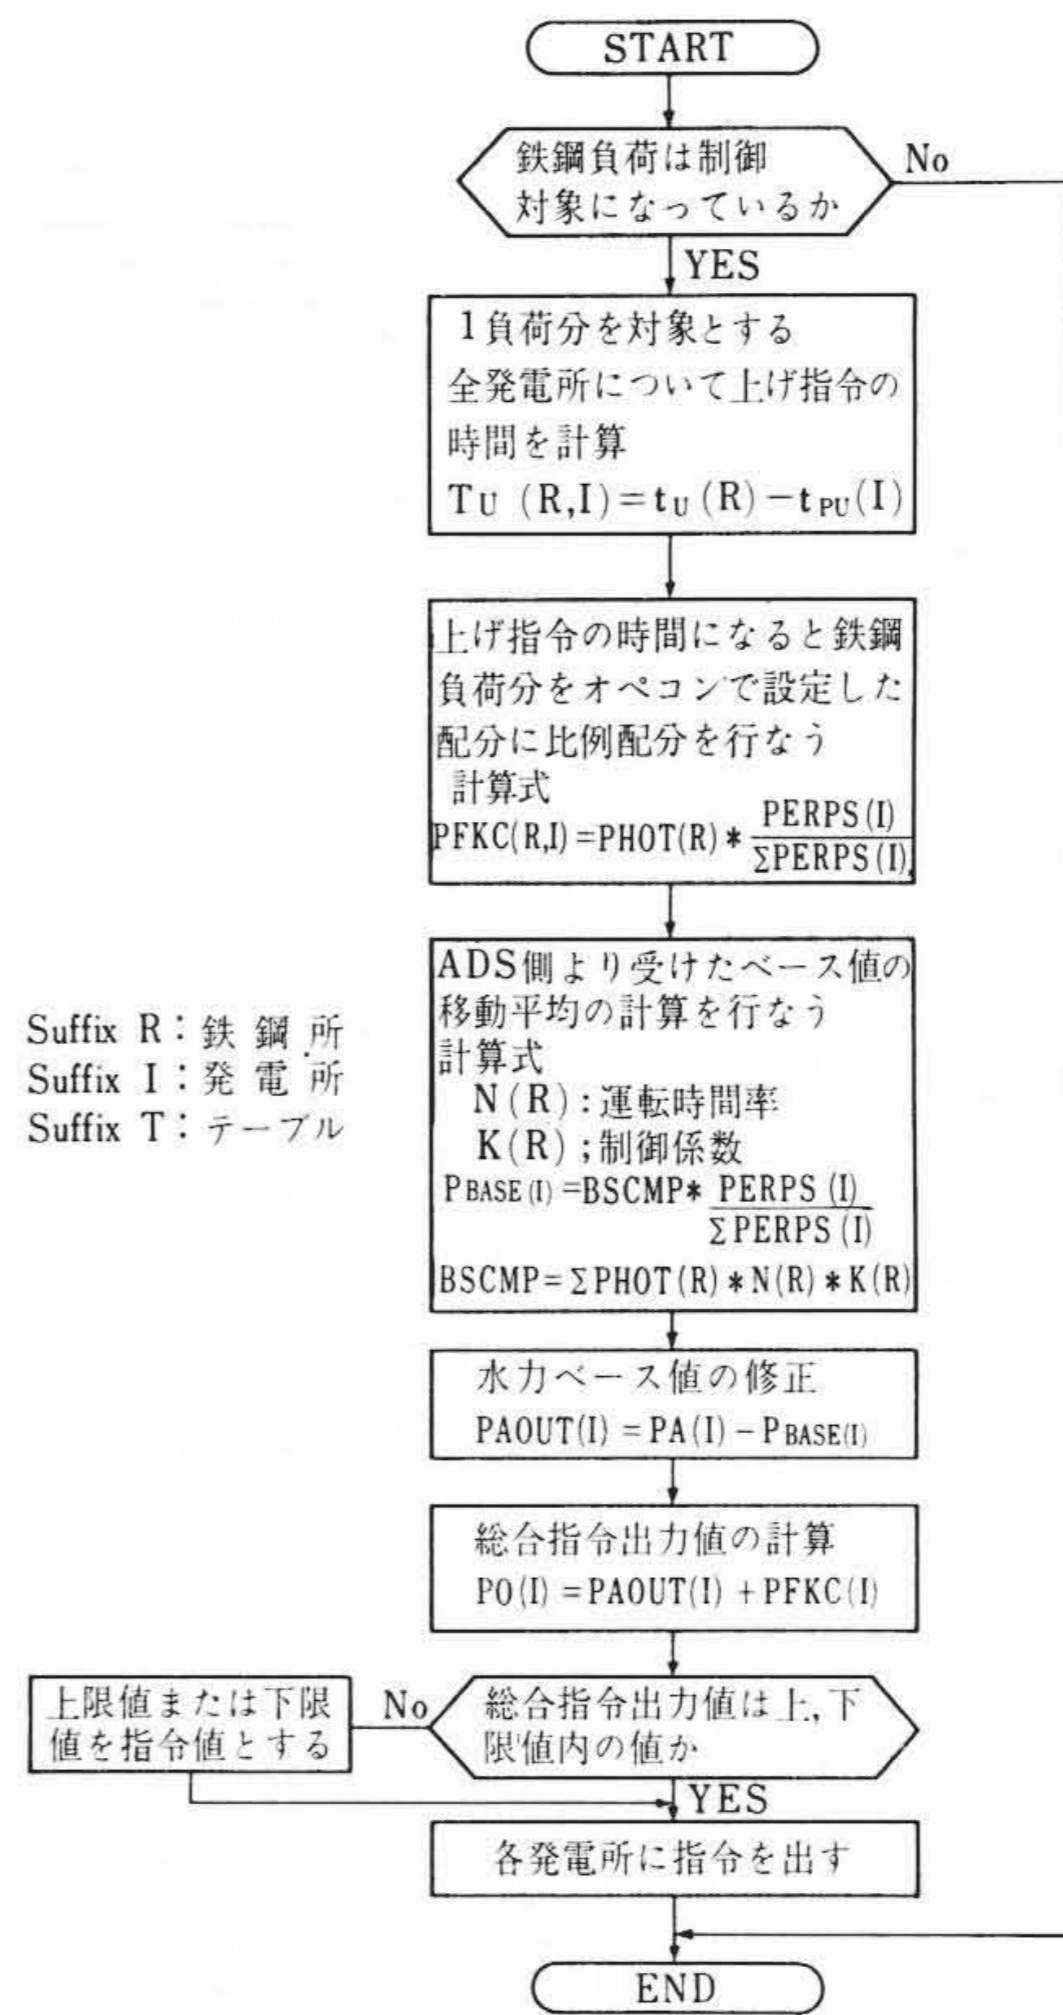 START
鉄鋼負荷は制御
対象になっているか
No
YES
1負荷分を対象とする
全発電所について上げ指令の
時間を計算
TU (R,I)=tU(R)−tPU(I)
上げ指令の時間になると鉄鋼
負荷分をオペコンで設定した
配分に比例配分を行なう
計算式
PFKC(R,I)=PHOT(R)*PERPS(I)/ΣPERPS(I)
ADS側より受けたベース値の
移動平均の計算を行なう
計算式
N(R):運転時間率
K(R);制御係数
PBASE(I)=BSCMP*PERPS(I)/ΣPERPS(I)
BSCMP=ΣPHOT(R)*N(R)*K(R)
Suffix R:鉄鋼所
Suffix I:発電所
Suffix T:テーブル
水力ベース値の修正
PAOUT(I)=PA(I)−PBASE(I)
総合指令出力値の計算
PO(I)=PAOUT(I)+PFKC(I)
総合指令出力値は上,下
限値内の値か
No
上限値または下限
値を指令値とする
YES
各発電所に指令を出す
END